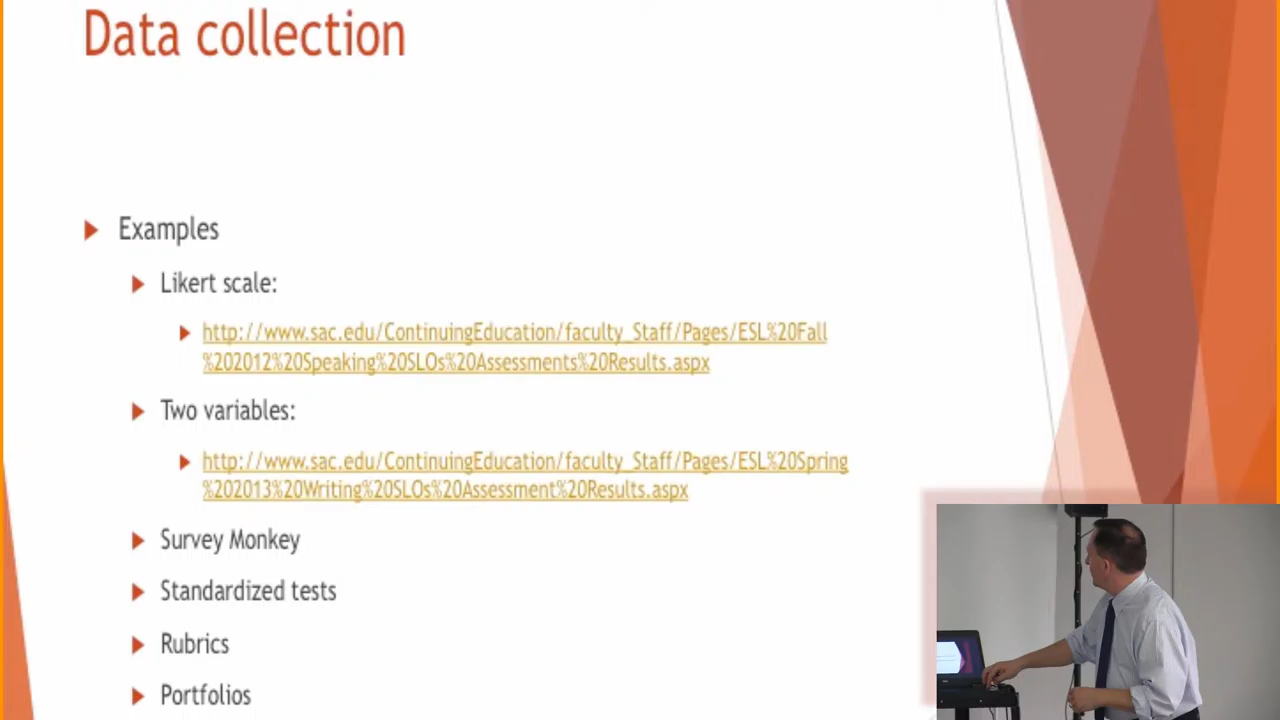 Data collection
Examples
Likert scale:
http://www.sac.edu/ContinuingEducation/faculty_Staff/Pages/ESL%20Fall
%202012%20Speaking%20SLOs%20Assessments%20Results.aspx
Two variables:
http://www.sac.edu/ContinuingEducation/faculty_Staff/Pages/ESL%20Spring
%202013%20Writing%20SLOs%20Assessment%20Results.aspx
Survey Monkey
Standardized tests
Rubrics
Portfolios